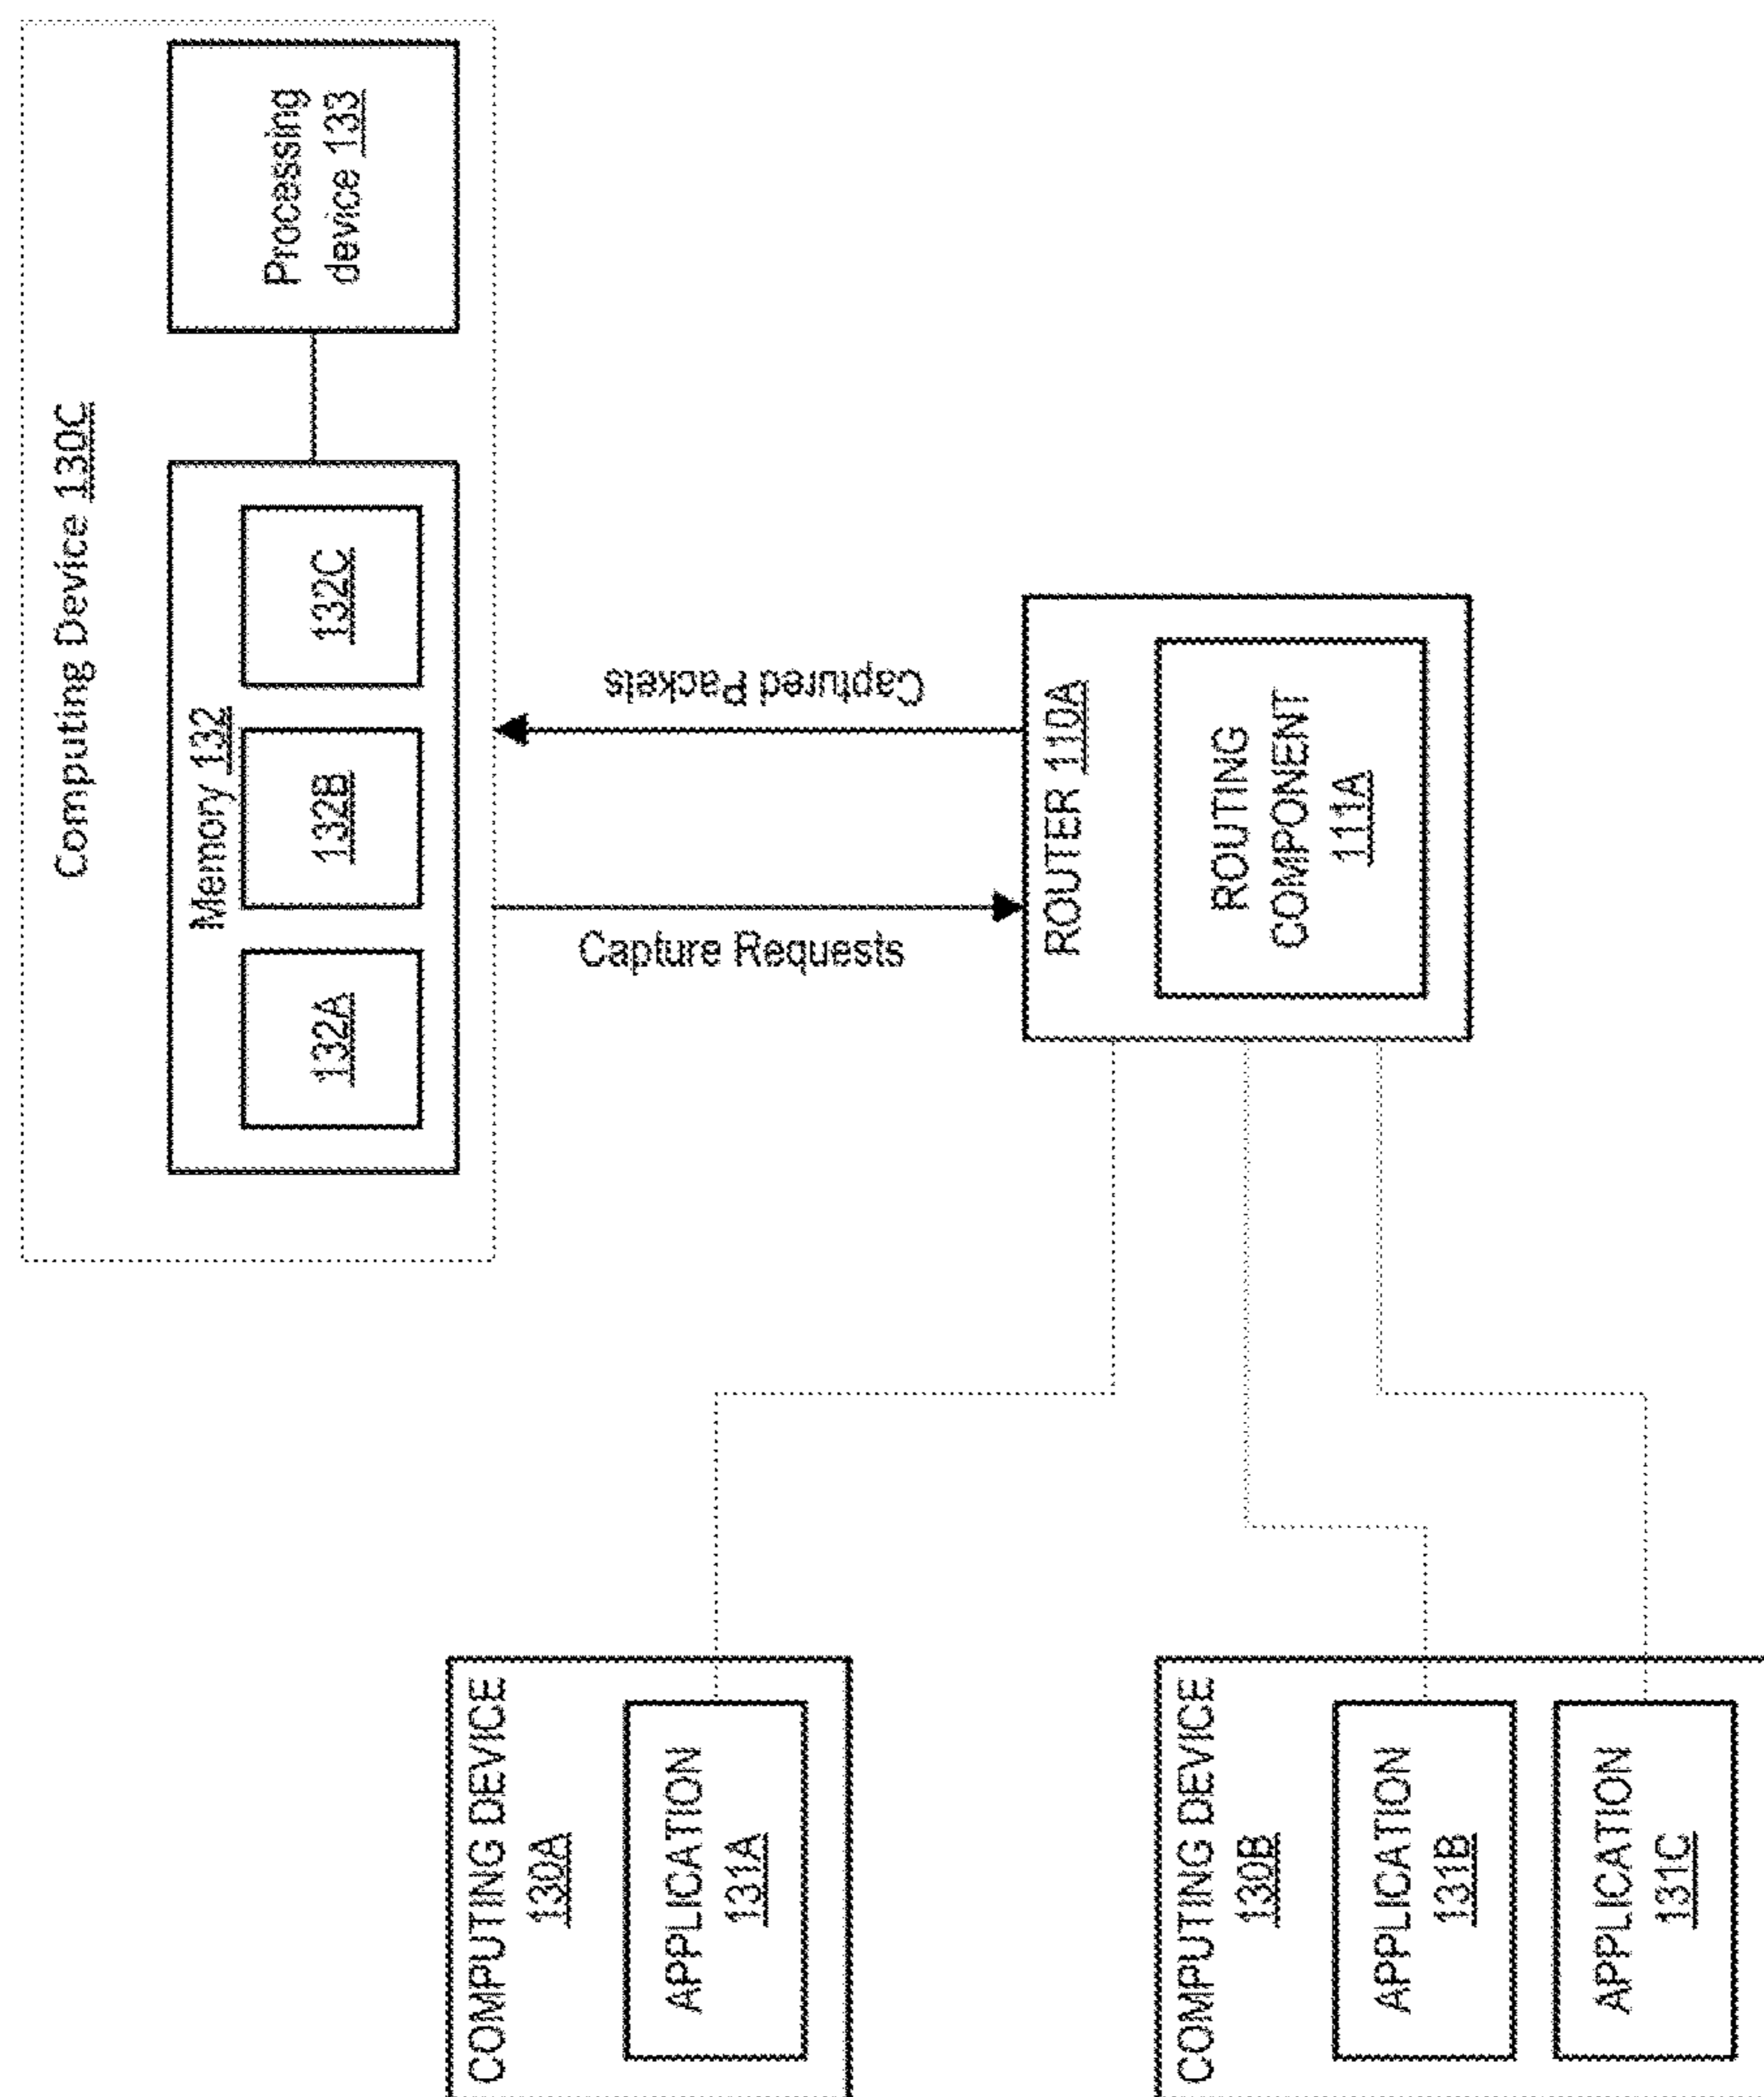 Computing Device 130C
Memory 132
132A
132B
132C
Processing
device 133
Capture Requests
Captured Packets
ROUTER 110A
ROUTING
COMPONENT
111A
COMPUTING DEVICE
130A
APPLICATION
131A
COMPUTING DEVICE
130B
APPLICATION
131B
APPLICATION
131C